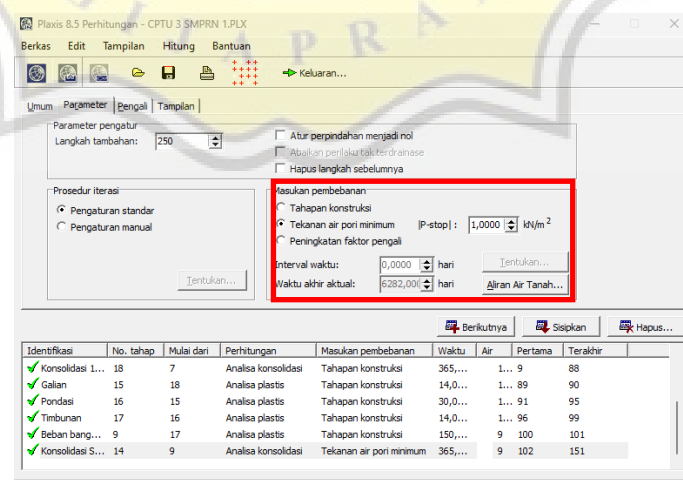 Plaxis 8.5 Perhitungan - CPTU 3 SMPRN 1.PLX
Berkas Edit Tampilan Hitung Bantuan
Keluaran...
Umum Parameter Pengali Tampilan
Parameter pengatur
Langkah tambahan: 250
Atur perpindahan menjadi nol
Abaikan perilaku tak terdrainase
Hapus langkah sebelumnya
Prosedur iterasi
Pengaturan standar
Pengaturan manual
Tentukan...
Masukan pembebanan
Tahapan konstruksi
Tekanan air pori minimum |P-stop| : 1,0000 kN/m 2
Peningkatan faktor pengali
Interval waktu: 0,0000 hari Tentukan...
Waktu akhir aktual: 6282,00( hari Aliran Air Tanah...
Berikutnya Sisipkan Hapus...
Identifikasi No. tahap Mulai dari Perhitungan Masukan pembebanan Waktu Air Pertama Terakhir
Konsolidasi 1... 18 7 Analisa konsolidasi Tahapan konstruksi 365,... 1... 9 88
Galian 15 18 Analisa plastis Tahapan konstruksi 14,0... 1... 89 90
Pondasi 16 15 Analisa plastis Tahapan konstruksi 30,0... 1... 91 95
Timbunan 17 16 Analisa plastis Tahapan konstruksi 14,0... 1... 96 99
Beban bang... 9 17 Analisa plastis Tahapan konstruksi 150,... 9 100 101
Konsolidasi S... 14 9 Analisa konsolidasi Tekanan air pori minimum 365,... 9 102 151